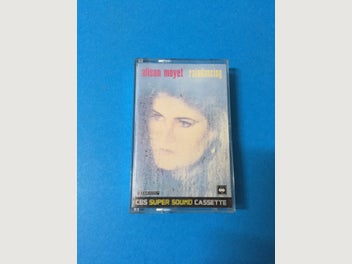 alison moyet raindancing
CBS SUPER SOUND CASSETTE